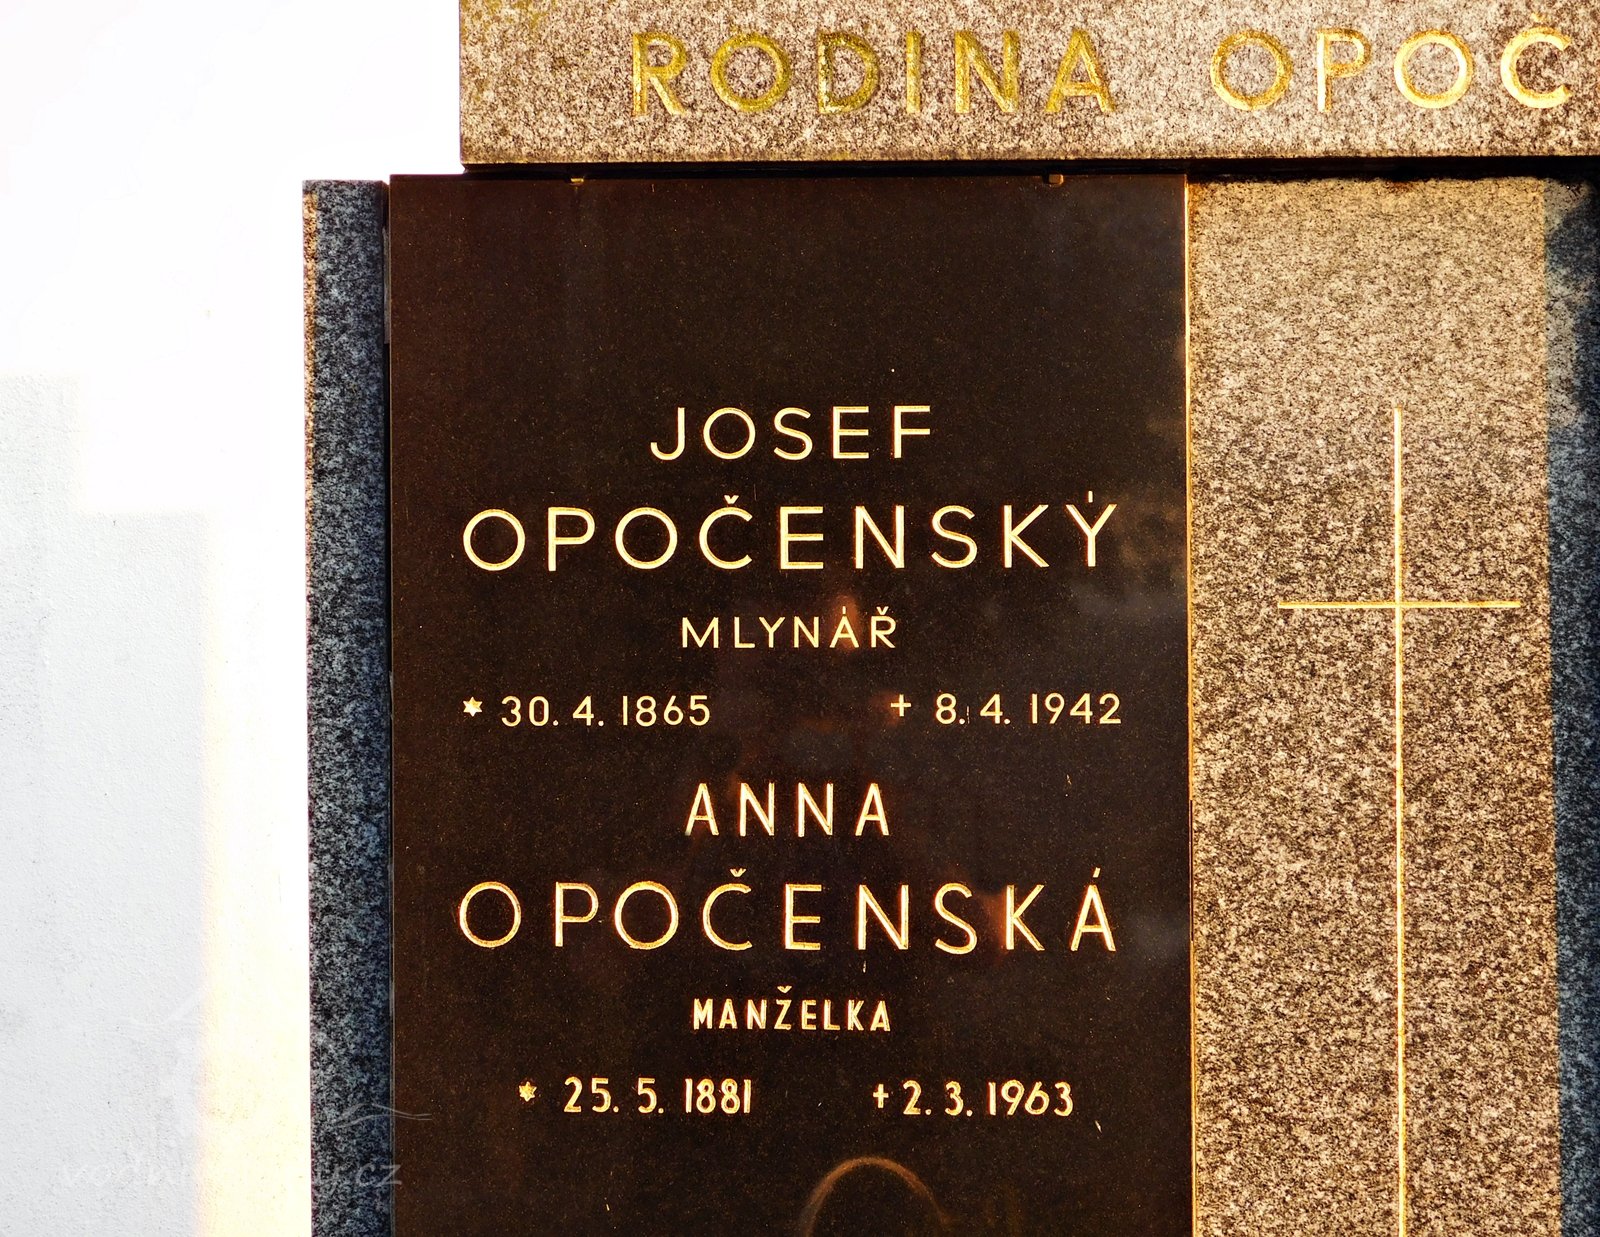 RODINA OPOČ
JOSEF
OPOČENSKÝ
MLYNÁŘ
* 30. 4. 1865 + 8. 4. 1942
ANNA
OPOČENSKÁ
MANŽELKA
* 25. 5. 1881 + 2. 3. 1963